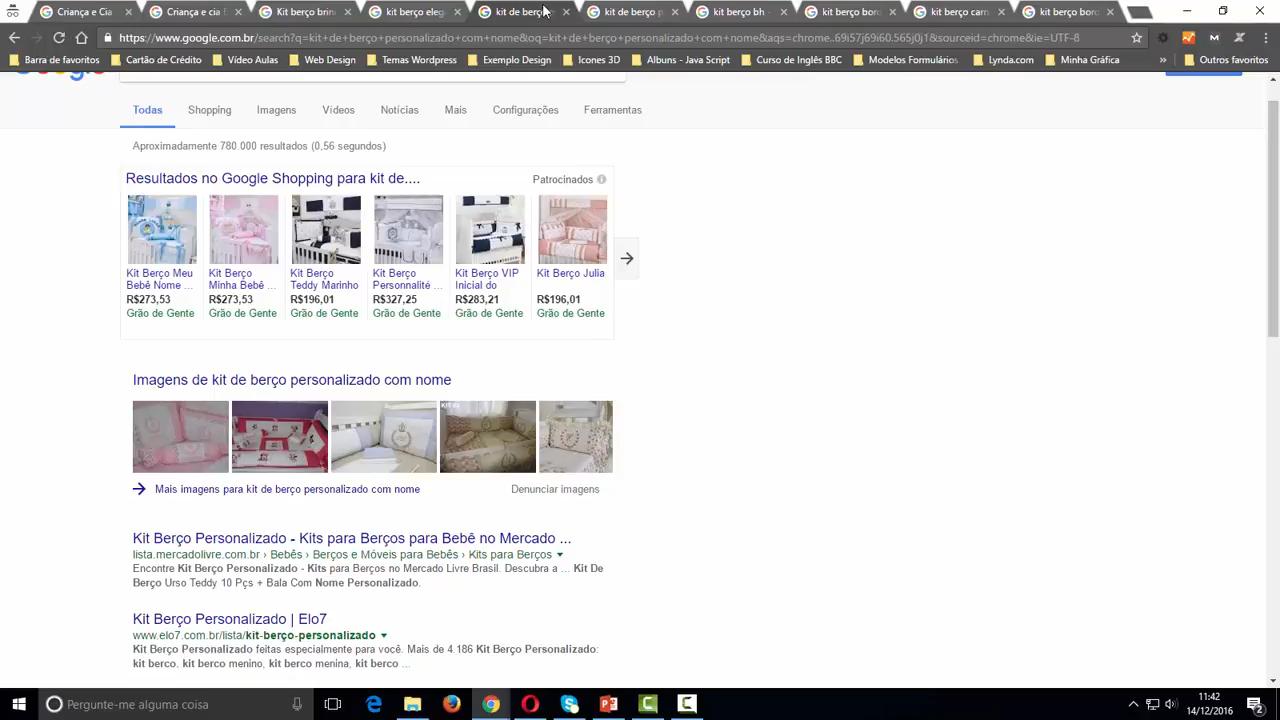 Criança e Cia
Criança e cia E
Kit berço brin
kit berço eleg
kit de berço
kit de berço p
kit berço bh -
kit berço bord
kit berço cam
kit berço bord
https://www.google.com.br/search?q=kit+de+berço+personalizado+com+nome&oq=kit+de+berço+personalizado+com+nome&aqs=chrome..69i57j69i60.565j0j1&sourceid=chrome&ie=UTF-8
Barra de favoritos Cartão de Crédito Vídeo Aulas Web Design Temas Wordpress Exemplo Design Icones 3D Albuns - Java Script Curso de Inglês BBC Modelos Formulários Lynda.com Minha Gráfica » Outros favoritos
Google
Todas Shopping Imagens Vídeos Notícias Mais Configurações Ferramentas
Aproximadamente 780.000 resultados (0,56 segundos)
Resultados no Google Shopping para kit de.... Patrocinados
Kit Berço Meu Bebê Nome ...
R$273,53
Grão de Gente
Kit Berço Minha Bebê ...
R$273,53
Grão de Gente
Kit Berço Teddy Marinho
R$196,01
Grão de Gente
Kit Berço Personnalité ...
R$327,25
Grão de Gente
Kit Berço VIP Inicial do
R$283,21
Grão de Gente
Kit Berço Julia
R$196,01
Grão de Gente
Imagens de kit de berço personalizado com nome
Mais imagens para kit de berço personalizado com nome Denunciar imagens
Kit Berço Personalizado - Kits para Berços para Bebê no Mercado ...
lista.mercadolivre.com.br › Bebês › Berços e Móveis para Bebês › Kits para Berços
Encontre Kit Berço Personalizado - Kits para Berços no Mercado Livre Brasil. Descubra a ... Kit De
Berço Urso Teddy 10 Pçs + Bala Com Nome Personalizado.
Kit Berço Personalizado | Elo7
www.elo7.com.br/lista/kit-berço-personalizado
Kit Berço Personalizado feitas especialmente para você. Mais de 4.186 Kit Berço Personalizado:
kit berco, kit berco menino, kit berco menina, kit berco ...
Pergunte-me alguma coisa
11:42
14/12/2016
2